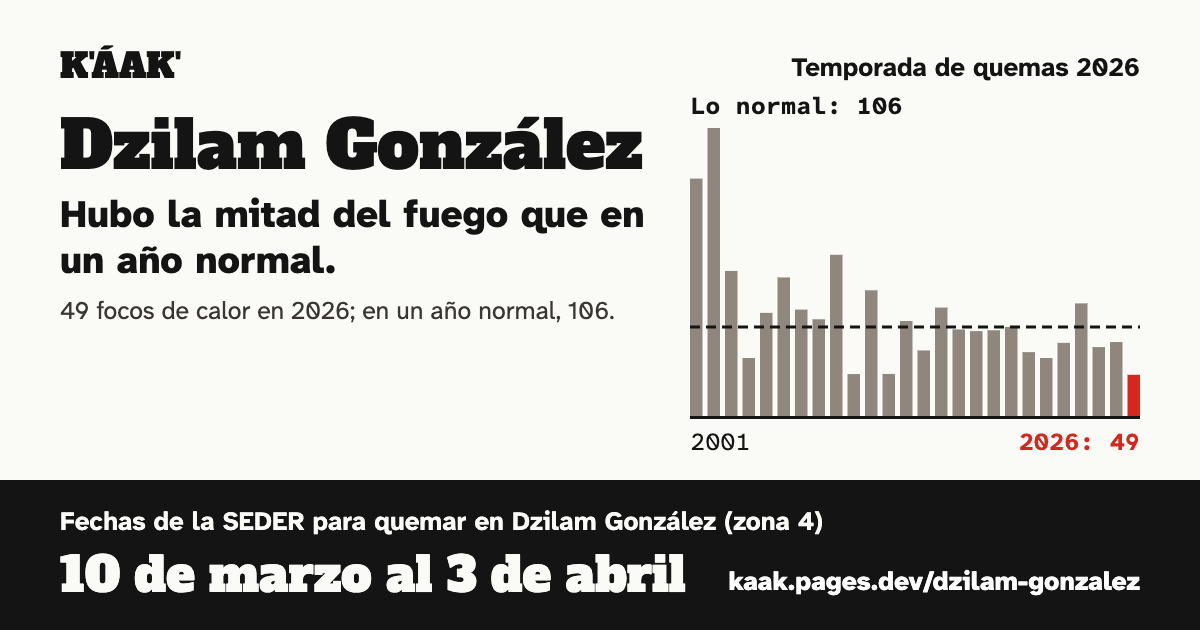 K'ÁAK'
Temporada de quemas 2026
Dzilam González
Hubo la mitad del fuego que en
un año normal.
49 focos de calor en 2026; en un año normal, 106.
Lo normal: 106
2001
2026: 49
Fechas de la SEDER para quemar en Dzilam González (zona 4)
10 de marzo al 3 de abril
kaak.pages.dev/dzilam-gonzalez